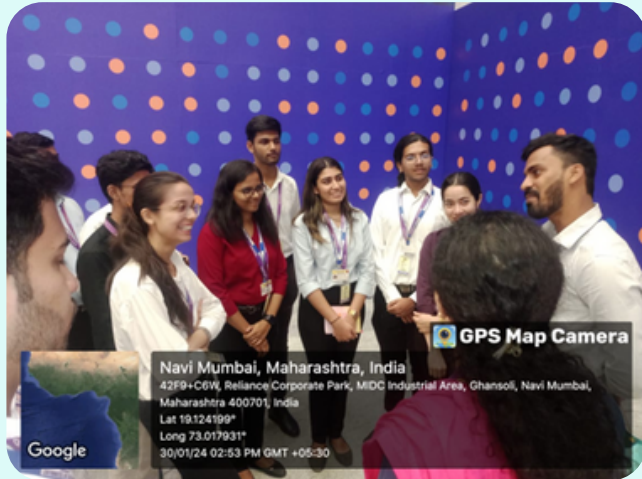 GPS Map Camera
Navi Mumbai, Maharashtra, India
42F9+C6W, Reliance Corporate Park, MIDC Industrial Area, Ghansoli, Navi Mumbai,
Maharashtra 400701, India
Lat 19.124199°
Long 73.017931°
30/01/24 02:53 PM GMT +05:30
Google